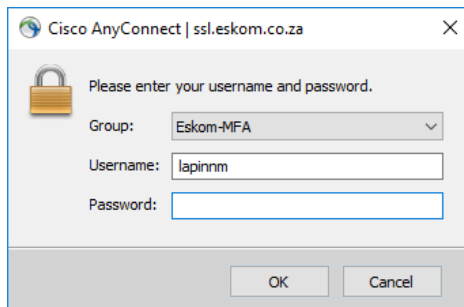 Cisco AnyConnect | ssl.eskom.co.za
Please enter your username and password.
Group: Eskom-MFA
Username: lapinnm
Password:
OK Cancel